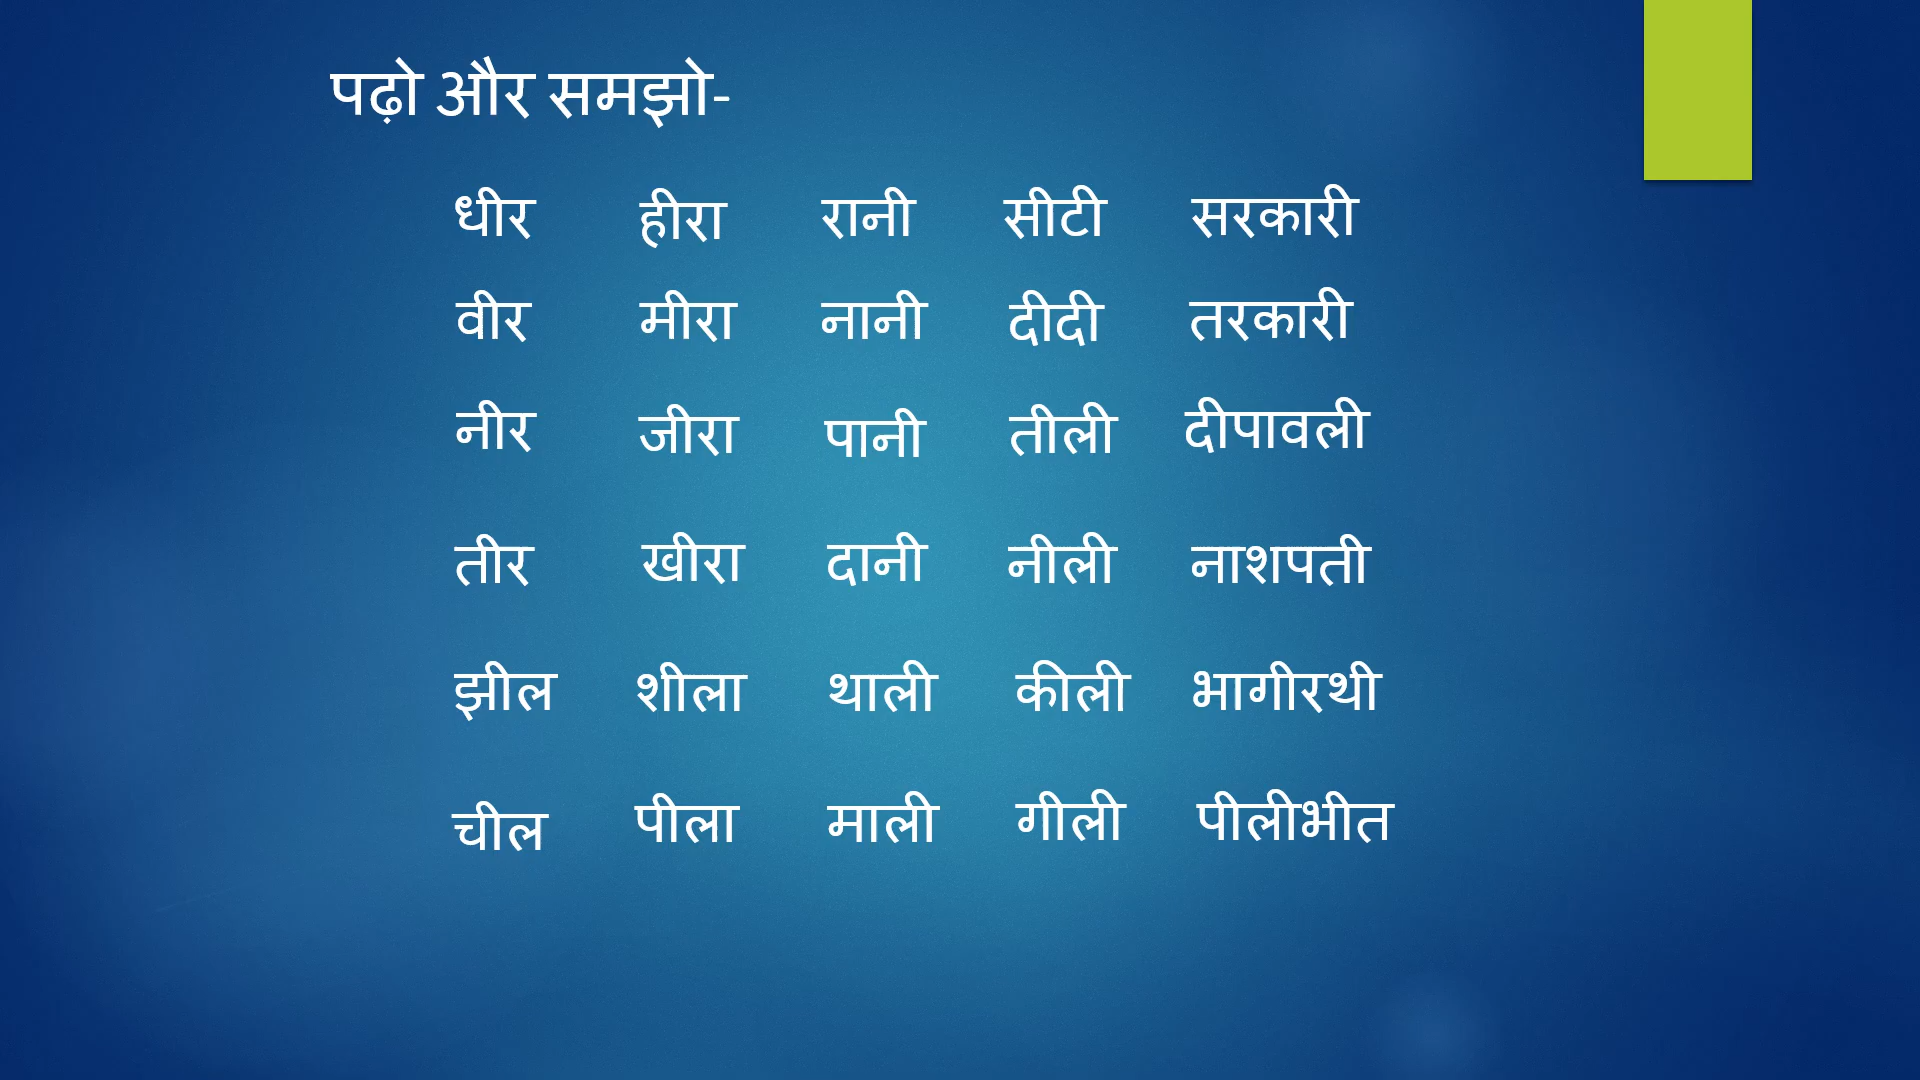 पढ़ो और समझो-
धीर हीरा रानी सीटी सरकारी
वीर मीरा नानी दीदी तरकारी
नीर जीरा पानी तीली दीपावली
तीर खीरा दानी नीली नाशपती
झील शीला थाली कीली भागीरथी
चील पीला माली गीली पीलीभीत